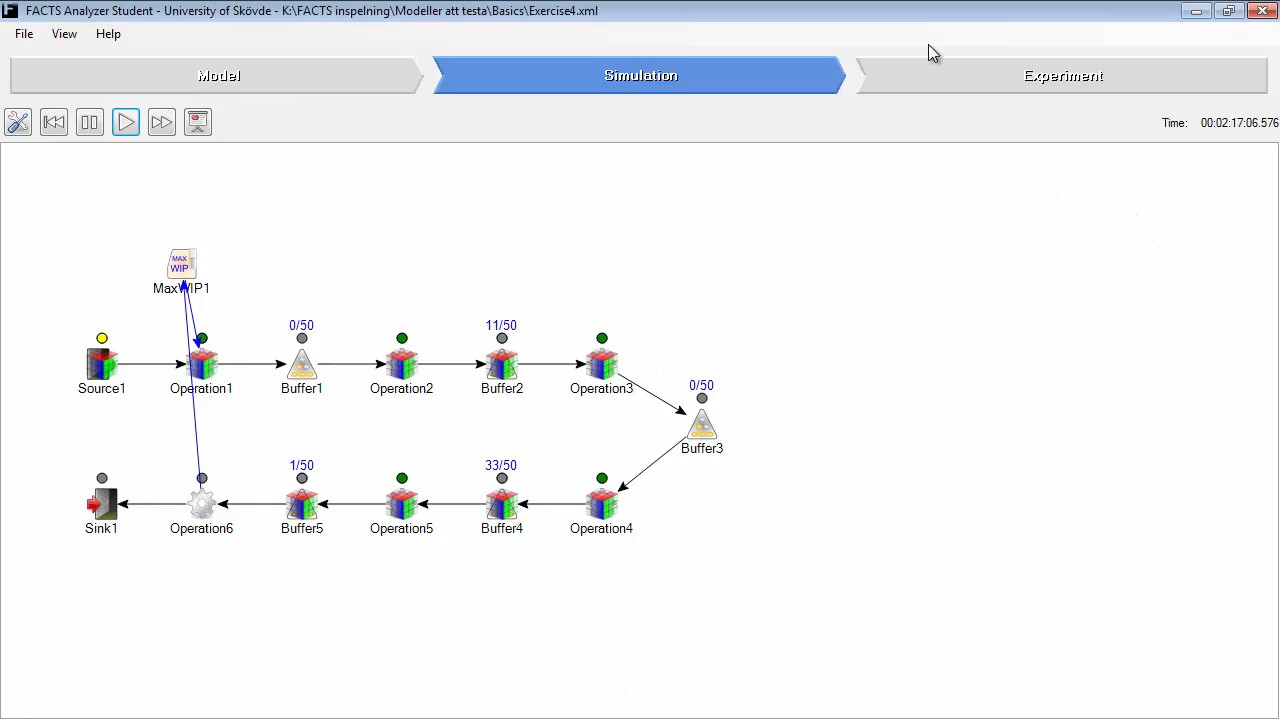 FACTS Analyzer Student - University of Skövde - K:\FACTS inspelning\Modeller att testa\Basics\Exercise4.xml
File View Help
Model Simulation Experiment
Time: 00:02:17:06.576
MAX
WIP
MaxWIP1
0/50 11/50
Source1 Operation1 Buffer1 Operation2 Buffer2 Operation3
0/50
Buffer3
1/50 33/50
Sink1 Operation6 Buffer5 Operation5 Buffer4 Operation4